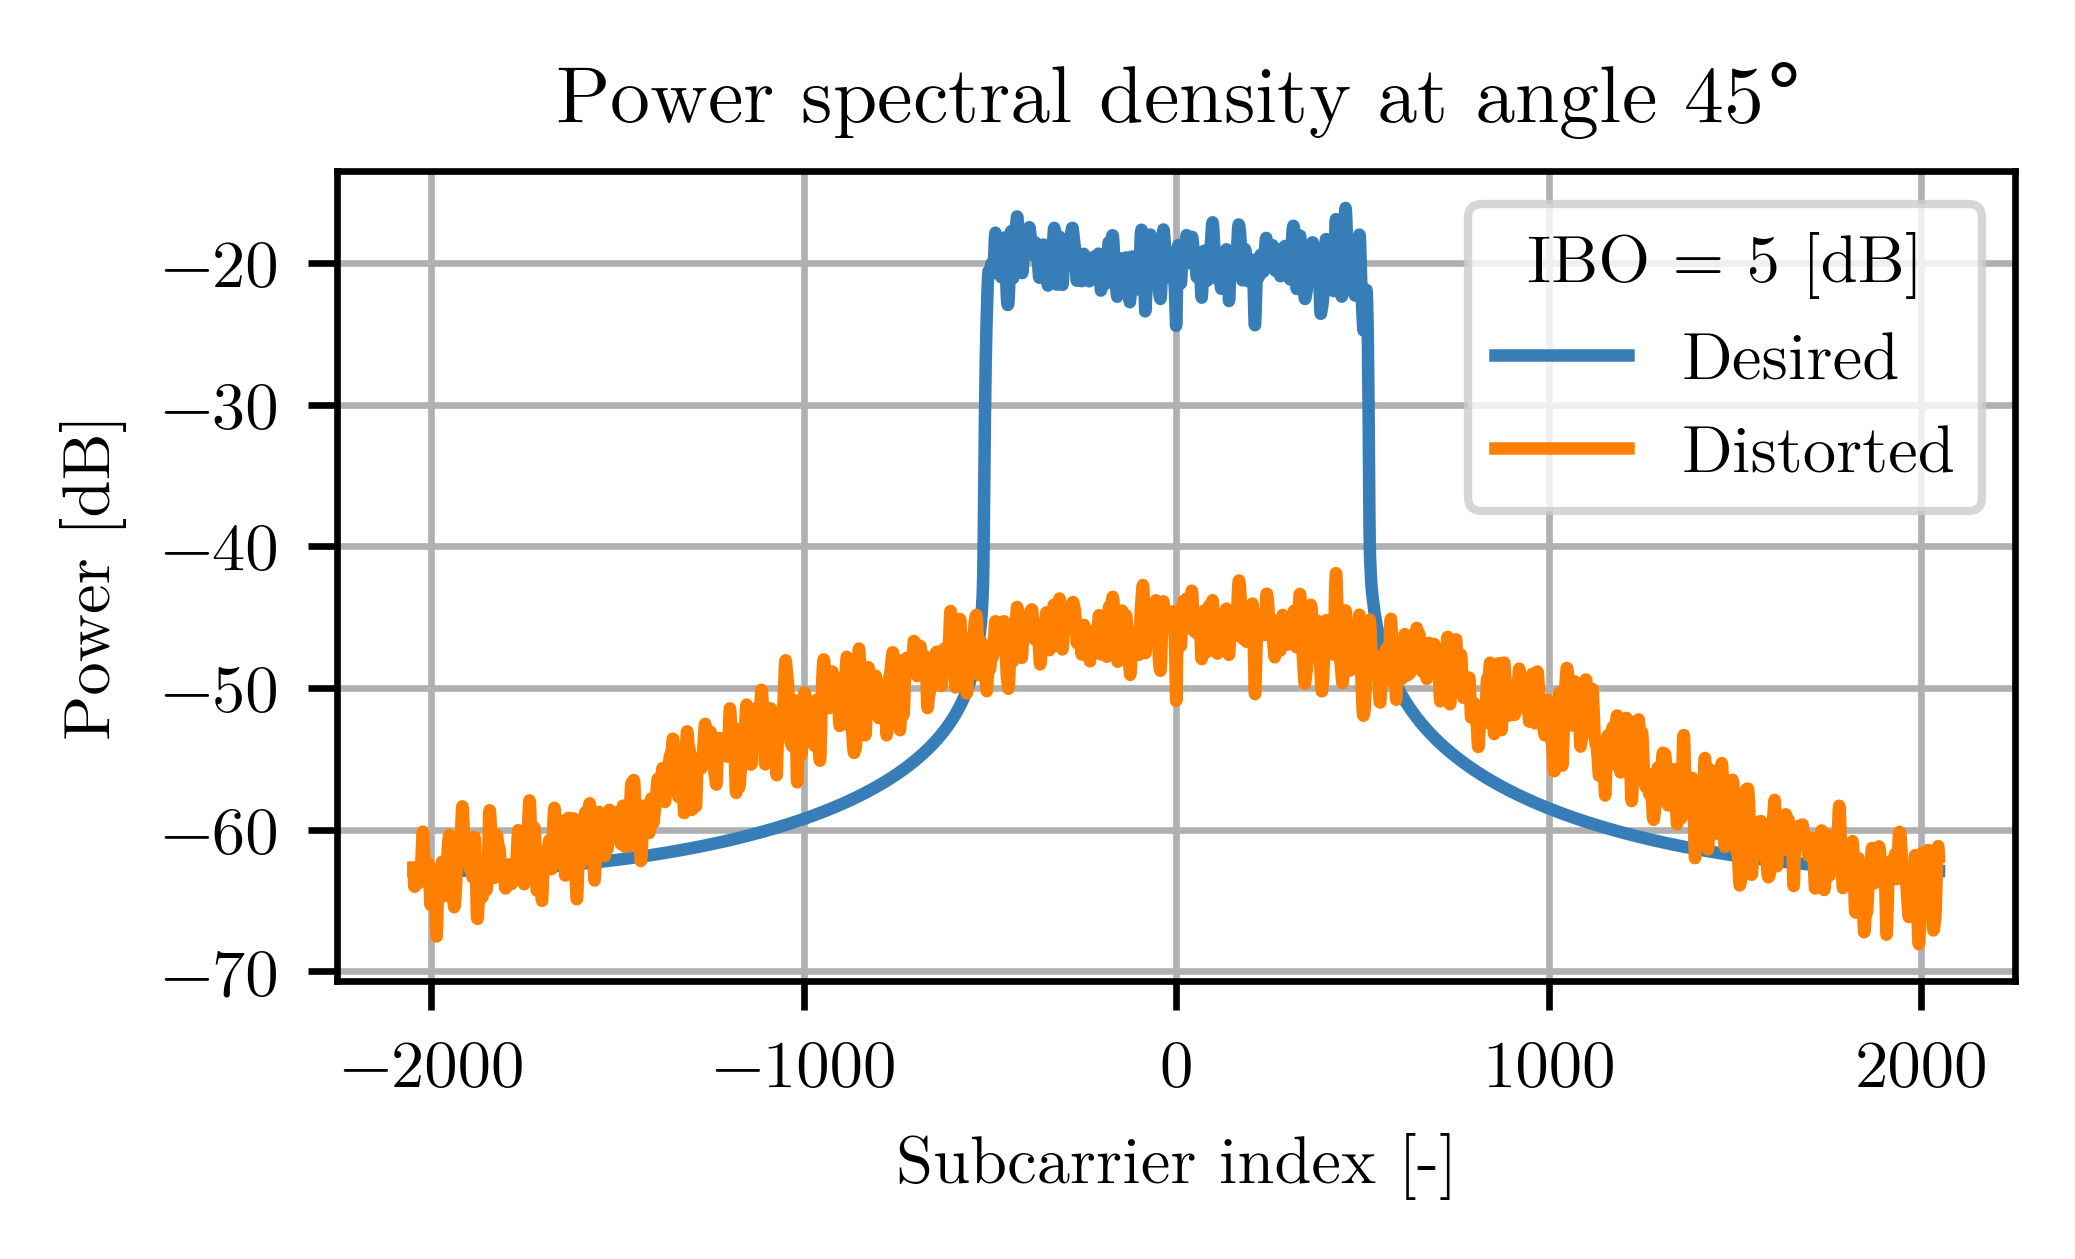 Power spectral density at angle 45°
IBO = 5 [dB]
Desired
Distorted
Power [dB]
−20
−30
−40
−50
−60
−70
−2000
−1000
0
1000
2000
Subcarrier index [-]